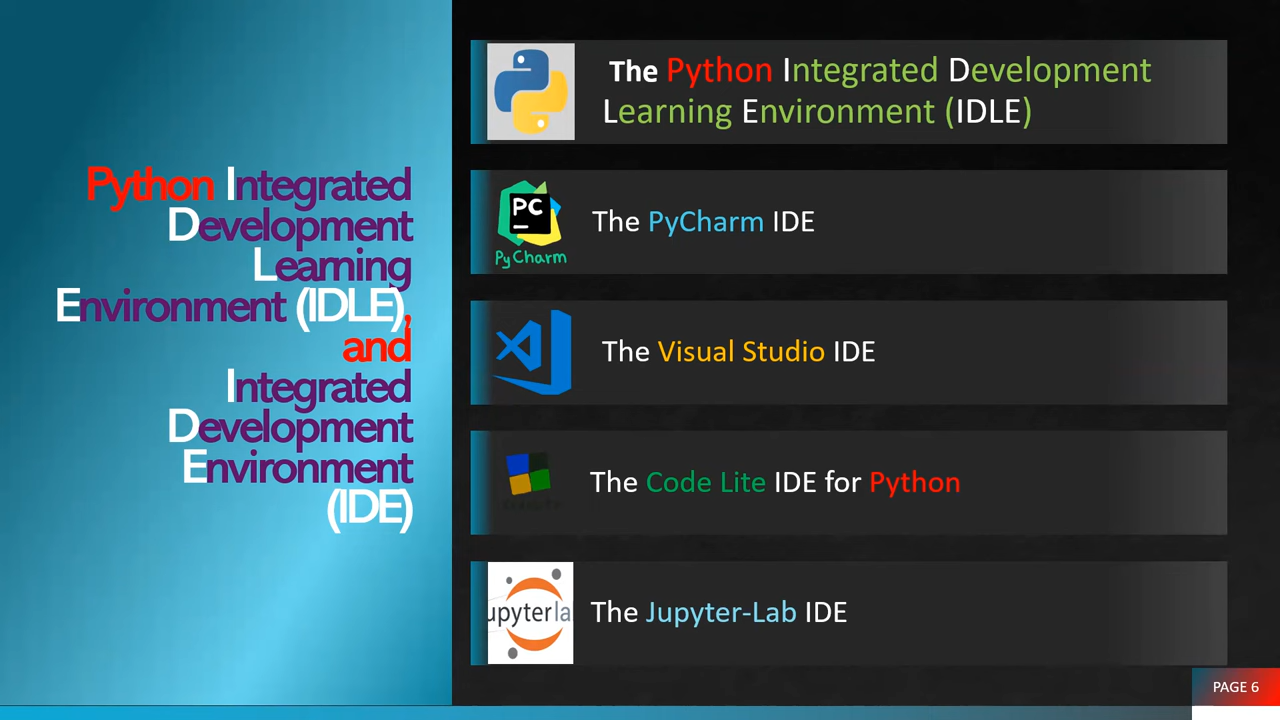 Python Integrated
Development
Learning
Environment (IDLE),
and
Integrated
Development
Environment
(IDE)
The Python Integrated Development
Learning Environment (IDLE)
PC
PyCharm
The PyCharm IDE
The Visual Studio IDE
The Code Lite IDE for Python
upyterla
The Jupyter-Lab IDE
PAGE 6